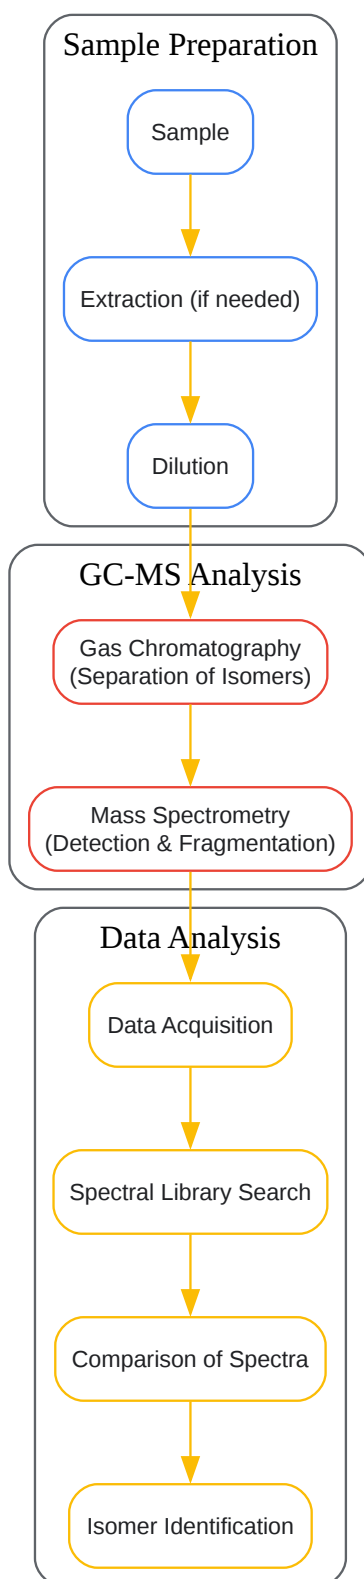 Sample Preparation
Sample
Extraction (if needed)
Dilution
GC-MS Analysis
Gas Chromatography
(Separation of Isomers)
Mass Spectrometry
(Detection & Fragmentation)
Data Analysis
Data Acquisition
Spectral Library Search
Comparison of Spectra
Isomer Identification